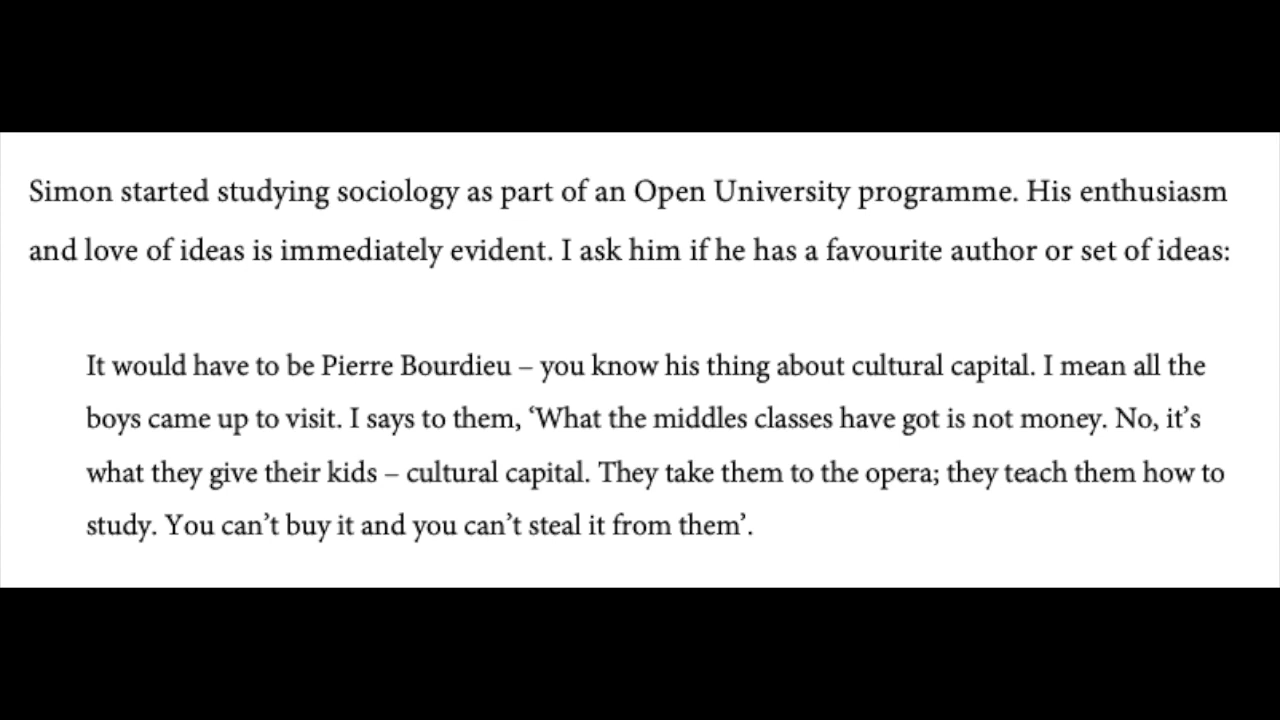 Simon started studying sociology as part of an Open University programme. His enthusiasm
and love of ideas is immediately evident. I ask him if he has a favourite author or set of ideas:
It would have to be Pierre Bourdieu – you know his thing about cultural capital. I mean all the
boys came up to visit. I says to them, ‘What the middles classes have got is not money. No, it’s
what they give their kids – cultural capital. They take them to the opera; they teach them how to
study. You can’t buy it and you can’t steal it from them’.